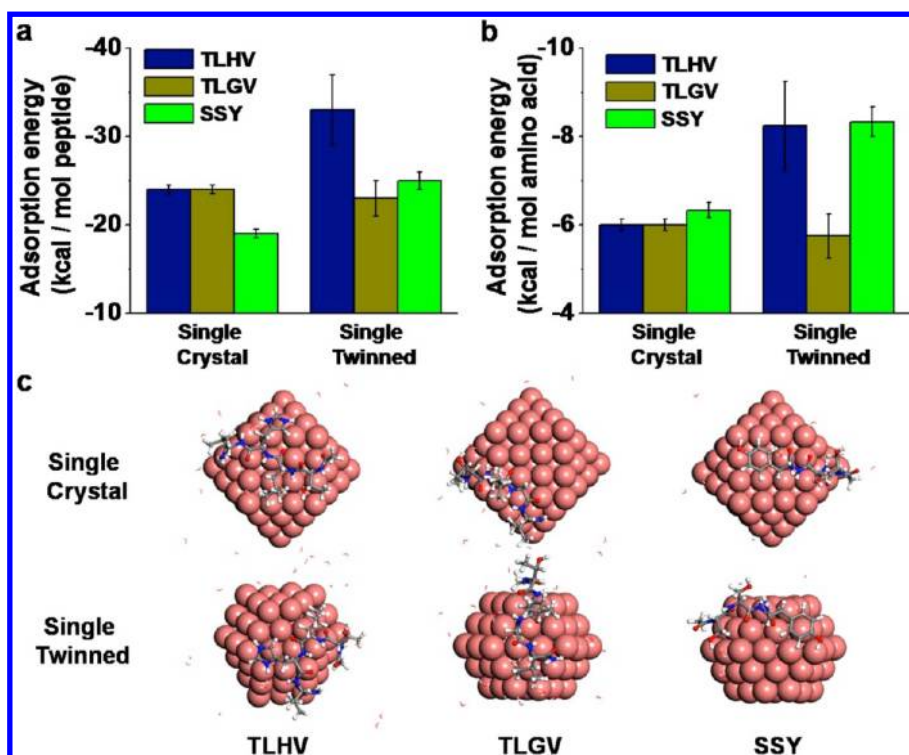 a
Adsorption energy
(kcal / mol peptide)
-40
-30
-20
-10
TLHV
TLGV
SSY
Single
Crystal
Single
Twinned
b
Adsorption energy
(kcal / mol amino acid)
-10
-8
-6
-4
TLHV
TLGV
SSY
Single
Crystal
Single
Twinned
c
Single
Crystal
Single
Twinned
TLHV
TLGV
SSY